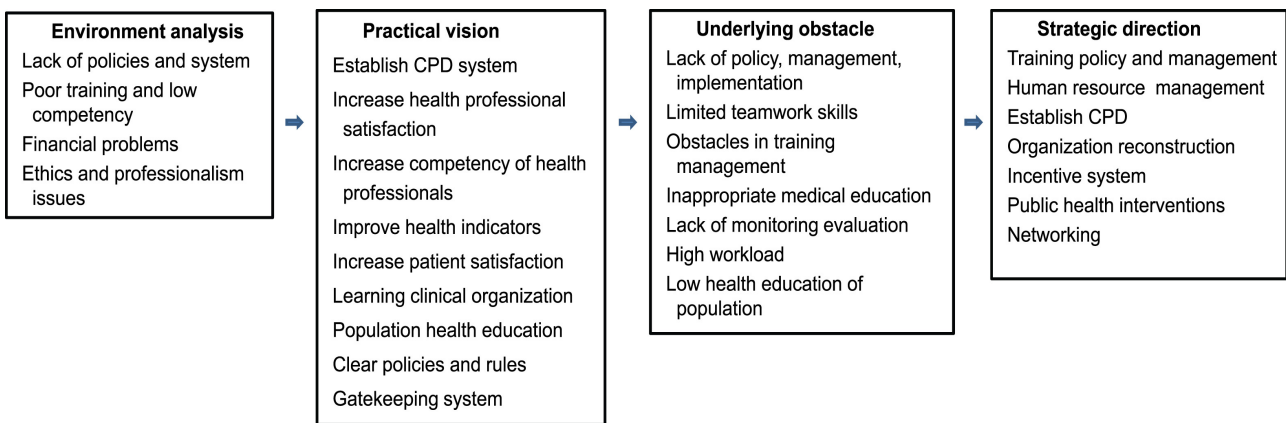 Environment analysis
Lack of policies and system
Poor training and low
competency
Financial problems
Ethics and professionalism
issues
Practical vision
Establish CPD system
Increase health professional
satisfaction
Increase competency of health
professionals
Improve health indicators
Increase patient satisfaction
Learning clinical organization
Population health education
Clear policies and rules
Gatekeeping system
Underlying obstacle
Lack of policy, management,
implementation
Limited teamwork skills
Obstacles in training
management
Inappropriate medical education
Lack of monitoring evaluation
High workload
Low health education of
population
Strategic direction
Training policy and management
Human resource management
Establish CPD
Organization reconstruction
Incentive system
Public health interventions
Networking